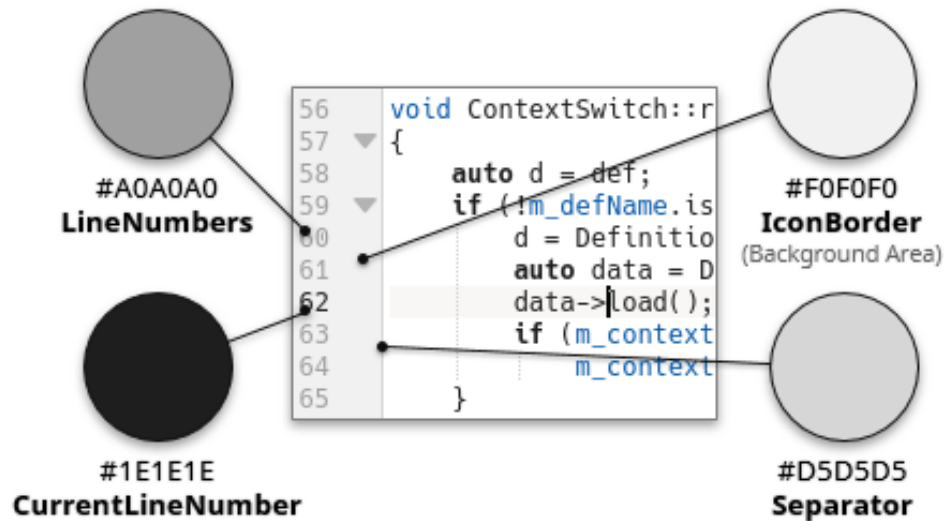 #A0A0A0
LineNumbers
#1E1E1E
CurrentLineNumber
56 void ContextSwitch::r
57 {
58 auto d = def;
59 if (!m_defName.is
60 d = Definitio
61 auto data = D
62 data->load();
63 if (m_context
64 m_context
65 }
#F0F0F0
IconBorder
(Background Area)
#D5D5D5
Separator